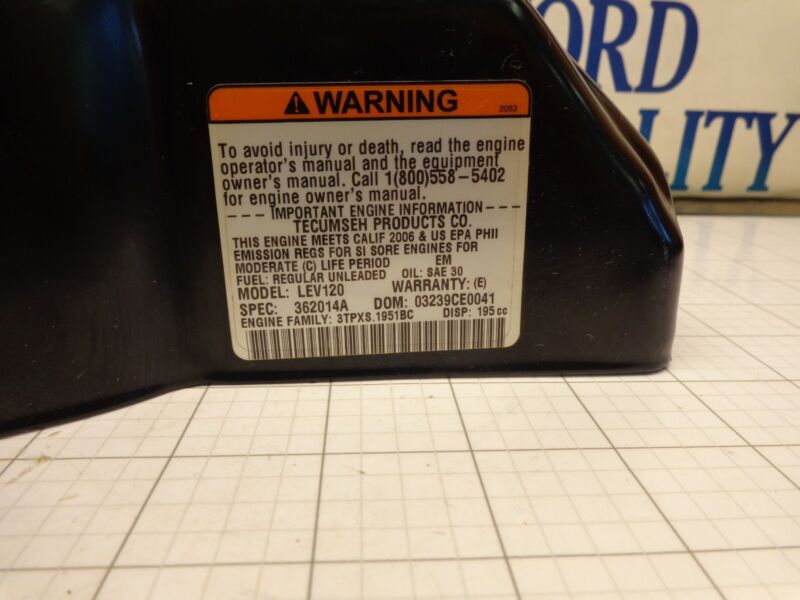 ORD
LITY
WARNING
2083
To avoid injury or death, read the engine
operator's manual and the equipment
owner's manual. Call 1(800)558-5402
for engine owner's manual.
--- IMPORTANT ENGINE INFORMATION ---
TECUMSEH PRODUCTS CO.
THIS ENGINE MEETS CALIF 2006 & US EPA PHII
EMISSION REGS FOR SI SORE ENGINES FOR
MODERATE (C) LIFE PERIOD EM
FUEL: REGULAR UNLEADED OIL: SAE 30
MODEL: LEV120 WARRANTY: (E)
SPEC: 362014A DOM: 03239CE0041
ENGINE FAMILY: 3TPXS.1951BC DISP: 195 cc